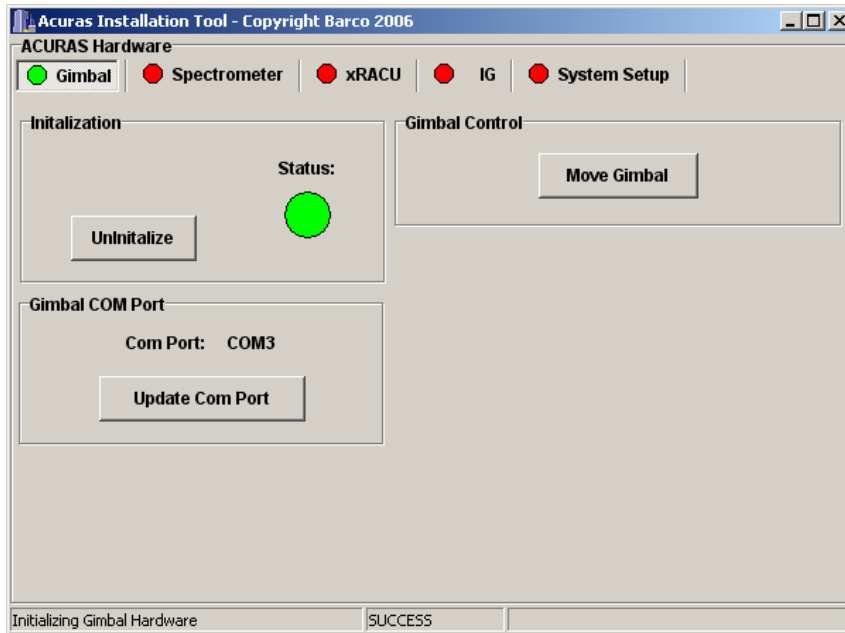 Acuras Installation Tool - Copyright Barco 2006
ACURAS Hardware
Gimbal Spectrometer xRACU IG System Setup
Initalization
Status:
UnInitalize
Gimbal Control
Move Gimbal
Gimbal COM Port
Com Port: COM3
Update Com Port
Initializing Gimbal Hardware SUCCESS